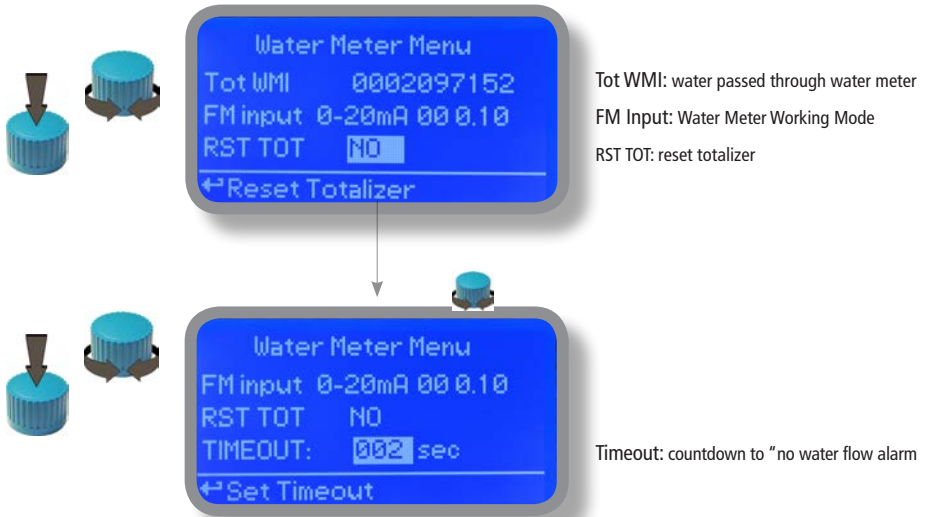 Water Meter Menu
Tot WMI 0002097152
FM input 0-20mA 00 0.10
RST TOT NO
↵Reset Totalizer
Tot WMI: water passed through water meter
FM Input: Water Meter Working Mode
RST TOT: reset totalizer
Water Meter Menu
FM input 0-20mA 00 0.10
RST TOT NO
TIMEOUT: 002 sec
↵Set Timeout
Timeout: countdown to "no water flow alarm